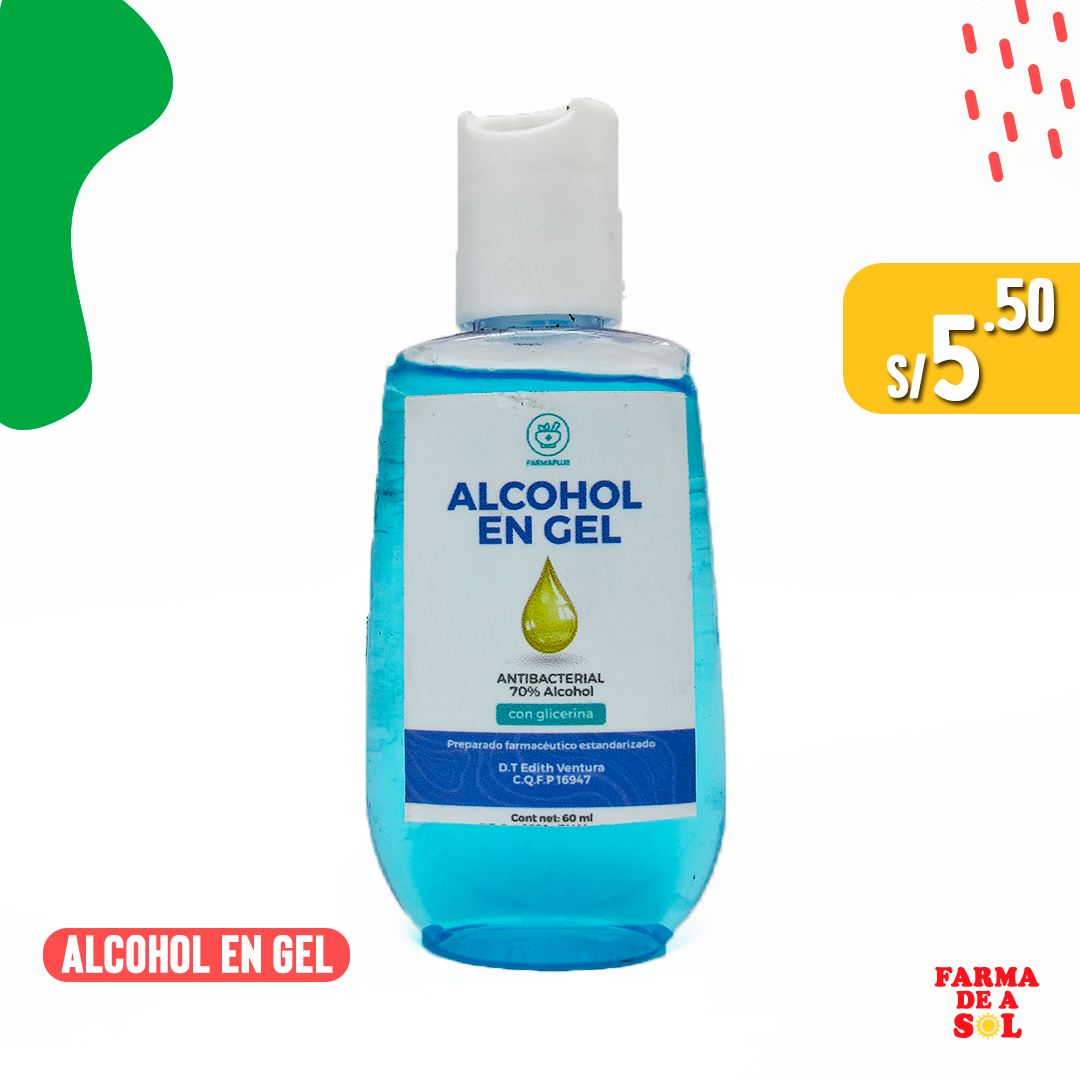 S/5.50
FARMAPLUS
ALCOHOL
EN GEL
ANTIBACTERIAL
70% Alcohol
con glicerina
Preparado farmacéutico estandarizado
D.T Edith Ventura
C.Q.F.P 16947
Cont net: 60 ml
ALCOHOL EN GEL
FARMA
DE A
SOL